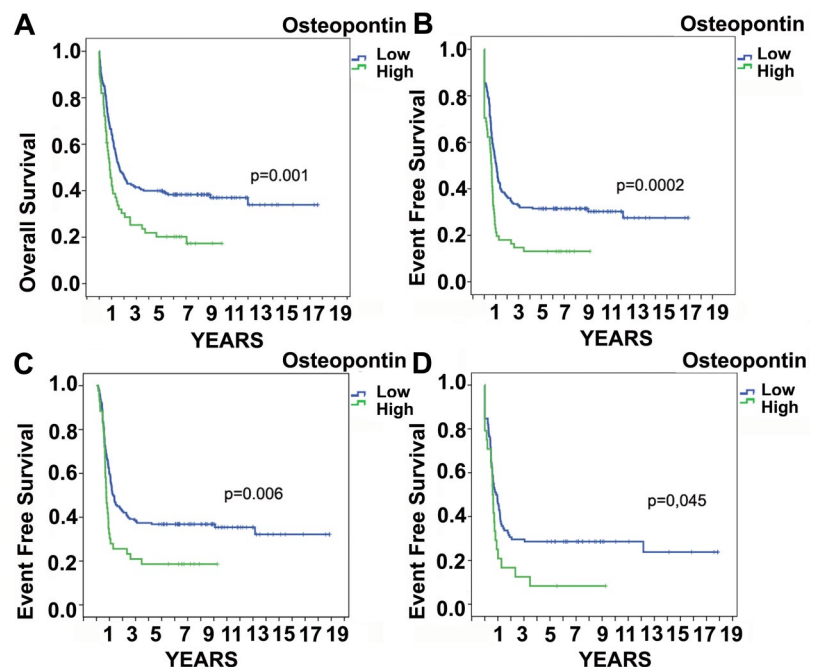 A
Osteopontin
Low
High
1.0
0.8
0.6
0.4
0.2
0.0
Overall Survival
p=0.001
1 3 5 7 9 11 13 15 17 19
YEARS
B
Osteopontin
Low
High
1.0
0.8
0.6
0.4
0.2
0.0
Event Free Survival
p=0.0002
1 3 5 7 9 11 13 15 17 19
YEARS
C
Osteopontin
Low
High
1.0
0.8
0.6
0.4
0.2
0.0
Event Free Survival
p=0.006
1 3 5 7 9 11 13 15 17 19
YEARS
D
Osteopontin
Low
High
1.0
0.8
0.6
0.4
0.2
0.0
Event Free Survival
p=0,045
1 3 5 7 9 11 13 15 17 19
YEARS